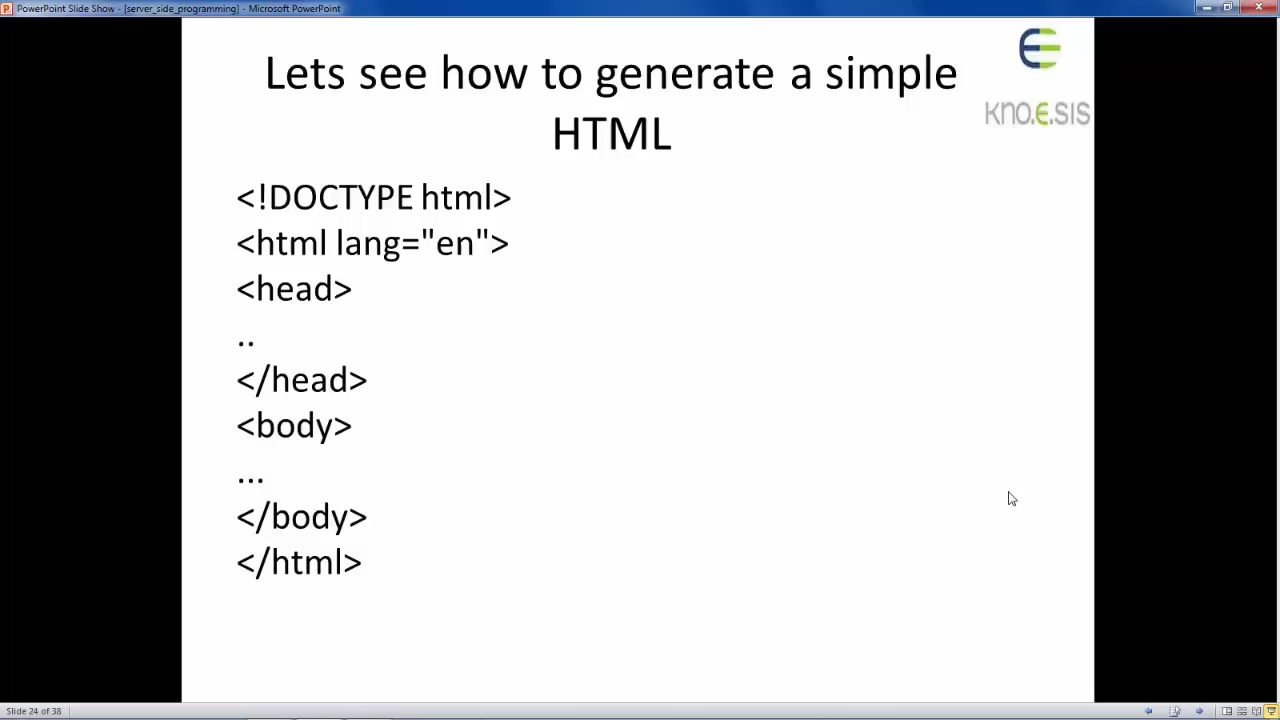 PowerPoint Slide Show - [server_side_programming] - Microsoft PowerPoint
Lets see how to generate a simple
HTML
KNO.E.SIS
<!DOCTYPE html>
<html lang="en">
<head>
..
</head>
<body>
...
</body>
</html>
Slide 24 of 38